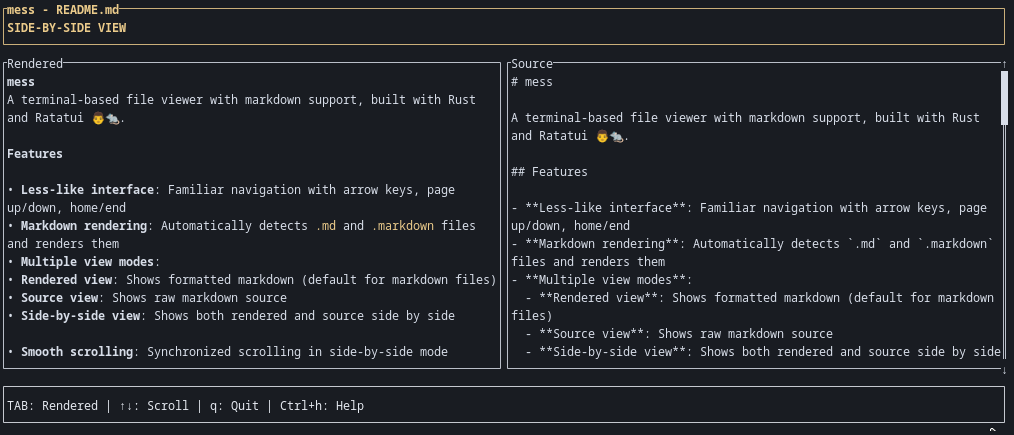 mess - README.md
SIDE-BY-SIDE VIEW
Rendered
mess
A terminal-based file viewer with markdown support, built with Rust
and Ratatui 👨🐀.
Features
• Less-like interface: Familiar navigation with arrow keys, page
up/down, home/end
• Markdown rendering: Automatically detects .md and .markdown files
and renders them
• Multiple view modes:
• Rendered view: Shows formatted markdown (default for markdown files)
• Source view: Shows raw markdown source
• Side-by-side view: Shows both rendered and source side by side
• Smooth scrolling: Synchronized scrolling in side-by-side mode
Source
# mess
A terminal-based file viewer with markdown support, built with Rust
and Ratatui 👨🐀.
## Features
- **Less-like interface**: Familiar navigation with arrow keys, page
up/down, home/end
- **Markdown rendering**: Automatically detects `.md` and `.markdown`
files and renders them
- **Multiple view modes**:
  - **Rendered view**: Shows formatted markdown (default for markdown
files)
  - **Source view**: Shows raw markdown source
  - **Side-by-side view**: Shows both rendered and source side by side
TAB: Rendered | ↑↓: Scroll | q: Quit | Ctrl+h: Help